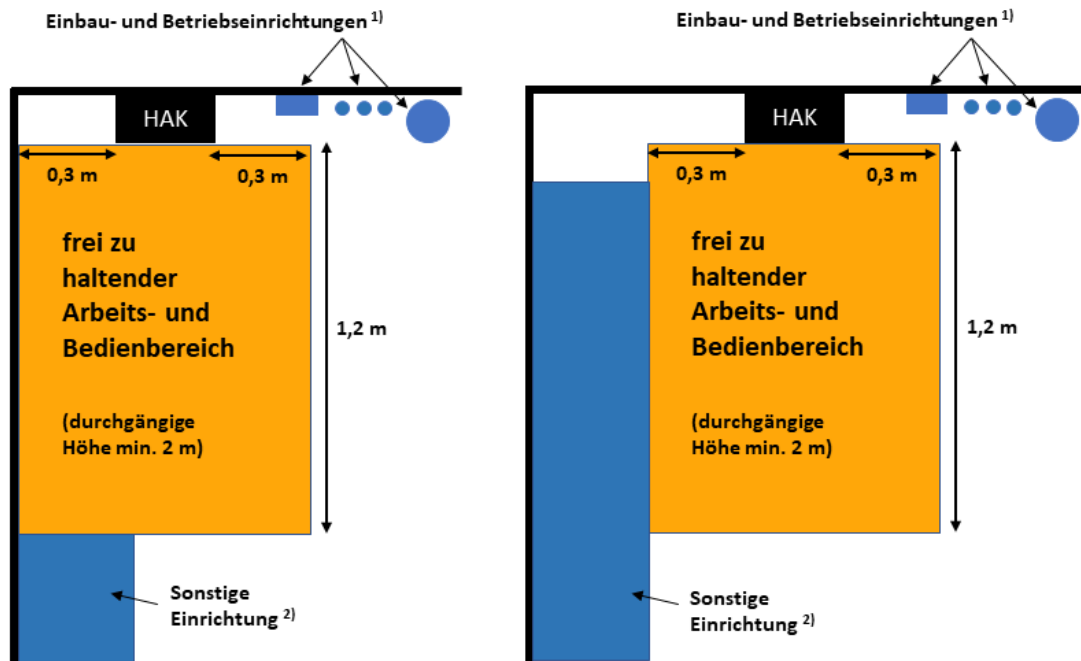 Einbau- und Betriebseinrichtungen 1)
HAK
0,3 m
0,3 m
frei zu
haltender
Arbeits- und
Bedienbereich
1,2 m
(durchgängige
Höhe min. 2 m)
Sonstige
Einrichtung 2)
Einbau- und Betriebseinrichtungen 1)
HAK
0,3 m
0,3 m
frei zu
haltender
Arbeits- und
Bedienbereich
1,2 m
(durchgängige
Höhe min. 2 m)
Sonstige
Einrichtung 2)